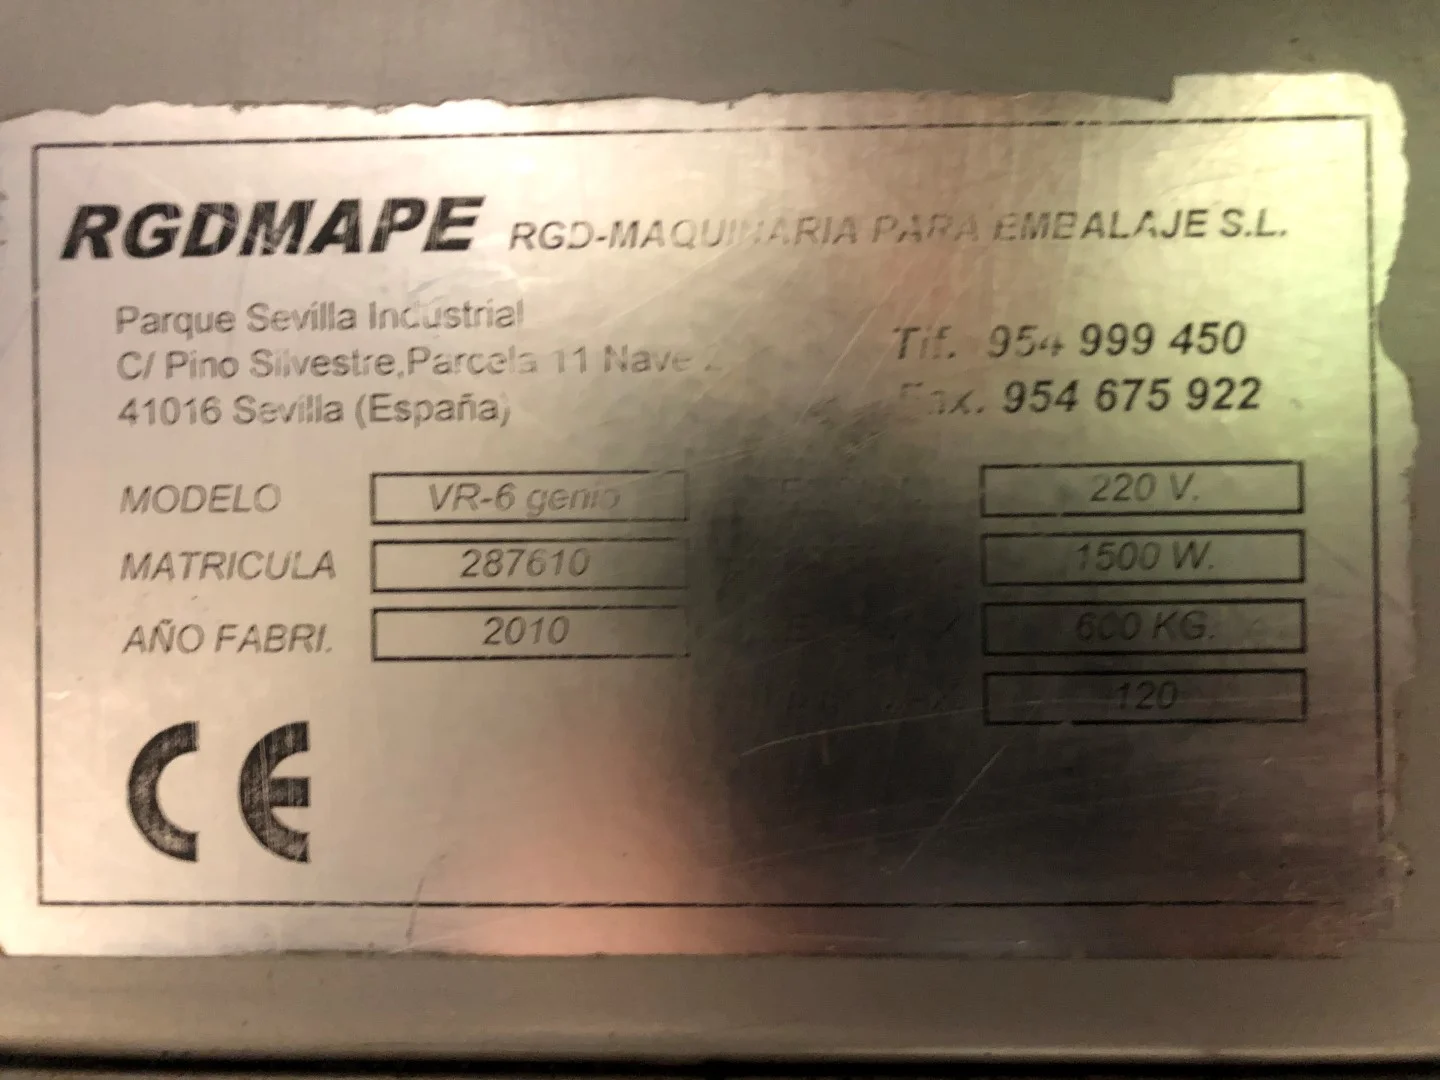 RGDMAPE RGD-MAQUINARIA PARA EMBALAJE S.L.
Parque Sevilla Industrial
C/ Pino Silvestre,Parcela 11 Nave
41016 Sevilla (España)
Tlf. 954 999 450
Fax. 954 675 922
MODELO VR-6 genio
MATRICULA 287610
AÑO FABRI. 2010
220 V.
1500 W.
600 KG.
120
CE